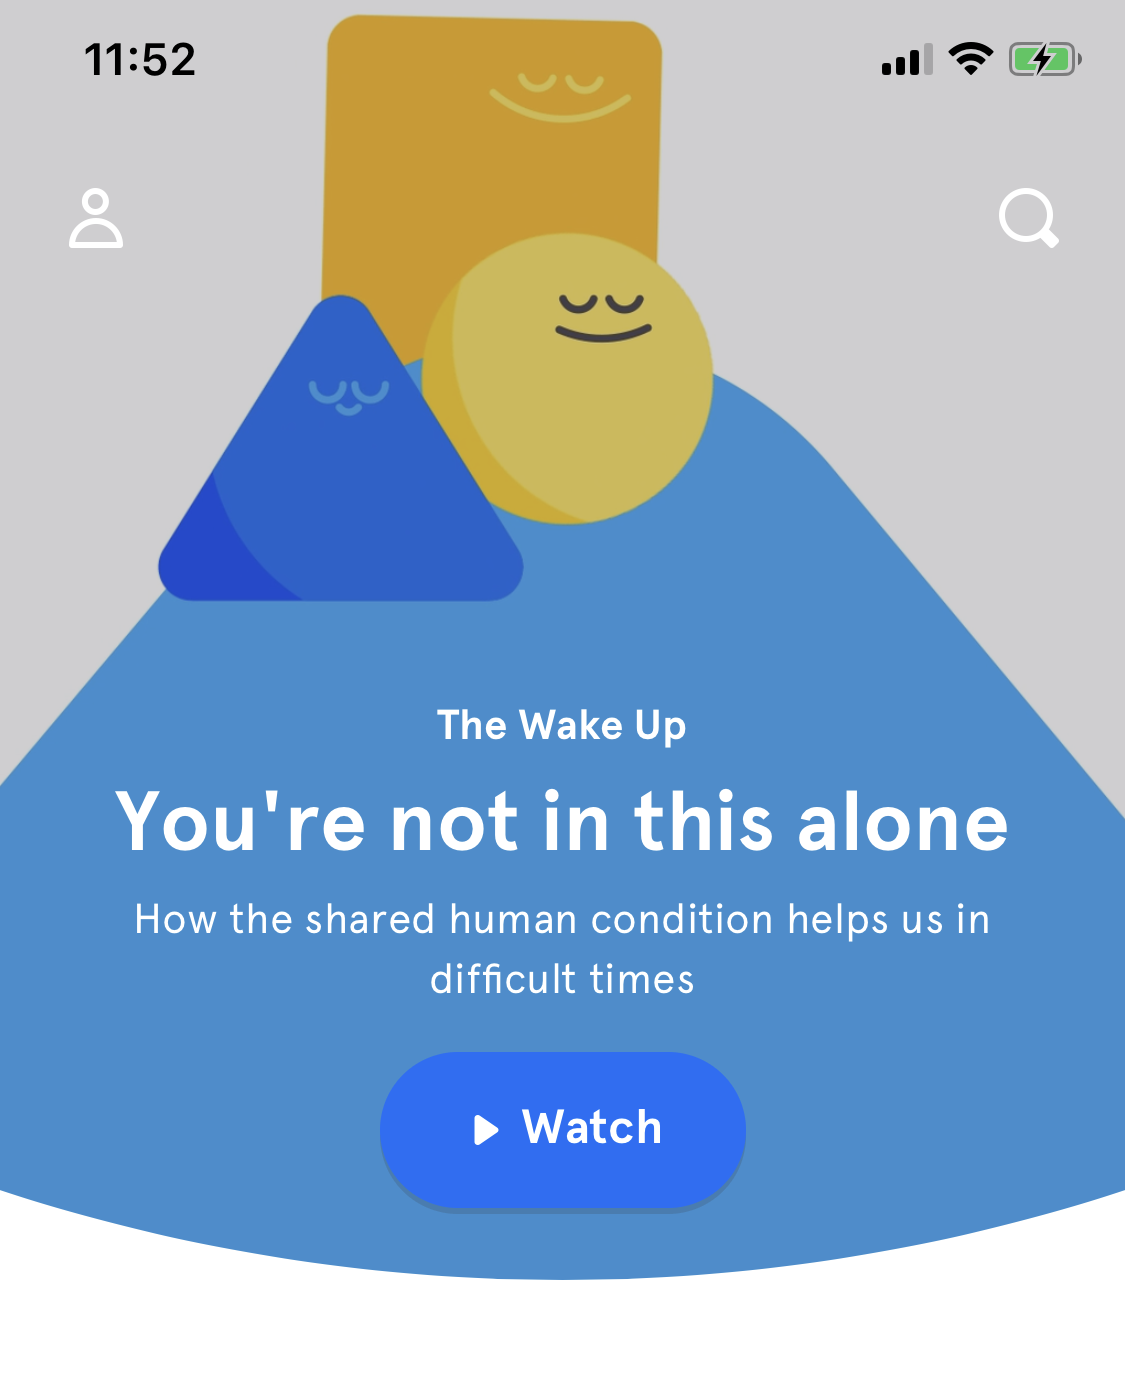 11:52
The Wake Up
You're not in this alone
How the shared human condition helps us in
difficult times
Watch